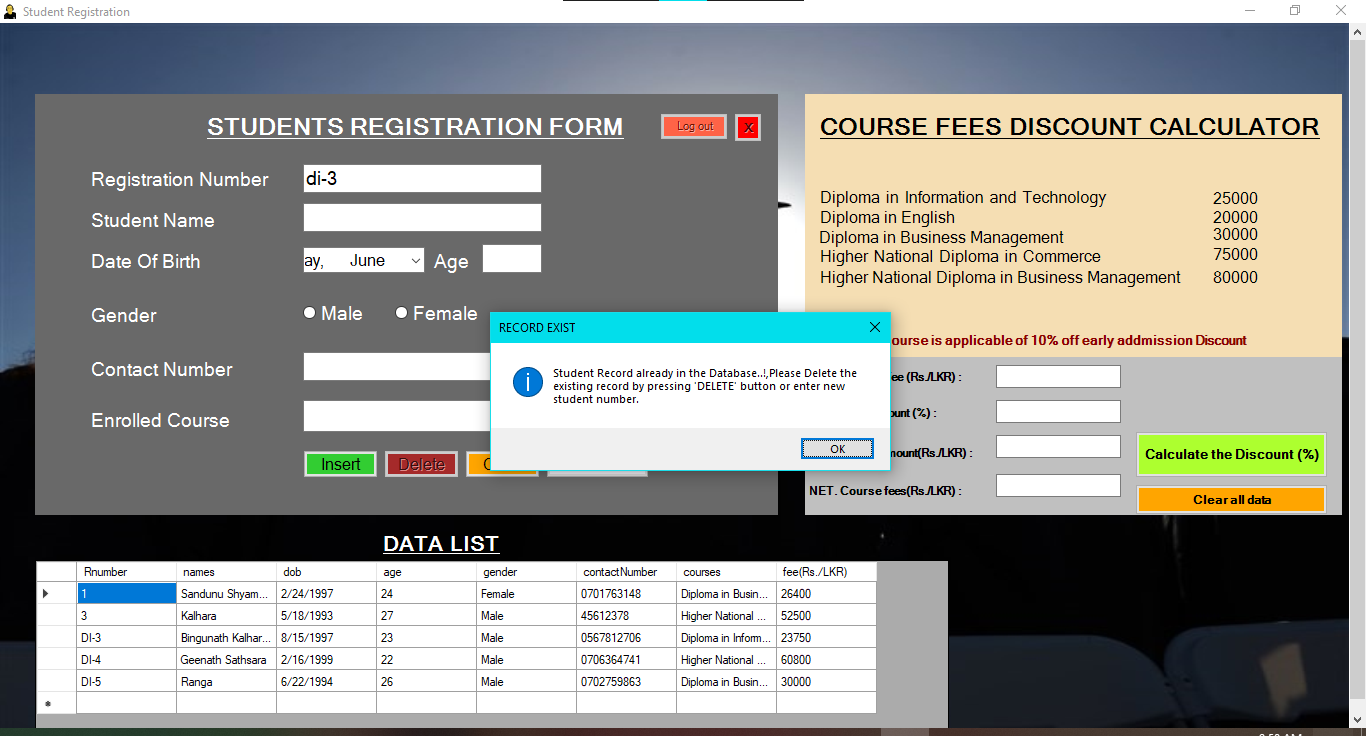 Student Registration
STUDENTS REGISTRATION FORM
Log out
X
Registration Number
di-3
Student Name
Date Of Birth
ay, June
Age
Gender
Male
Female
Contact Number
Enrolled Course
Insert
Delete
COURSE FEES DISCOUNT CALCULATOR
Diploma in Information and Technology 25000
Diploma in English 20000
Diploma in Business Management 30000
Higher National Diploma in Commerce 75000
Higher National Diploma in Business Management 80000
ourse is applicable of 10% off early addmission Discount
ee (Rs./LKR) :
ount (%) :
mount(Rs./LKR) :
NET. Course fees(Rs./LKR) :
Calculate the Discount (%)
Clear all data
RECORD EXIST
Student Record already in the Database..!,Please Delete the
existing record by pressing 'DELETE' button or enter new
student number.
OK
DATA LIST
Rnumber names dob age gender contactNumber courses fee(Rs./LKR)
1 Sandunu Shyam... 2/24/1997 24 Female 0701763148 Diploma in Busin... 26400
3 Kalhara 5/18/1993 27 Male 45612378 Higher National ... 52500
DI-3 Bingunath Kalhar... 8/15/1997 23 Male 0567812706 Diploma in Inform... 23750
DI-4 Geenath Sathsara 2/16/1999 22 Male 0706364741 Higher National ... 60800
DI-5 Ranga 6/22/1994 26 Male 0702759863 Diploma in Busin... 30000